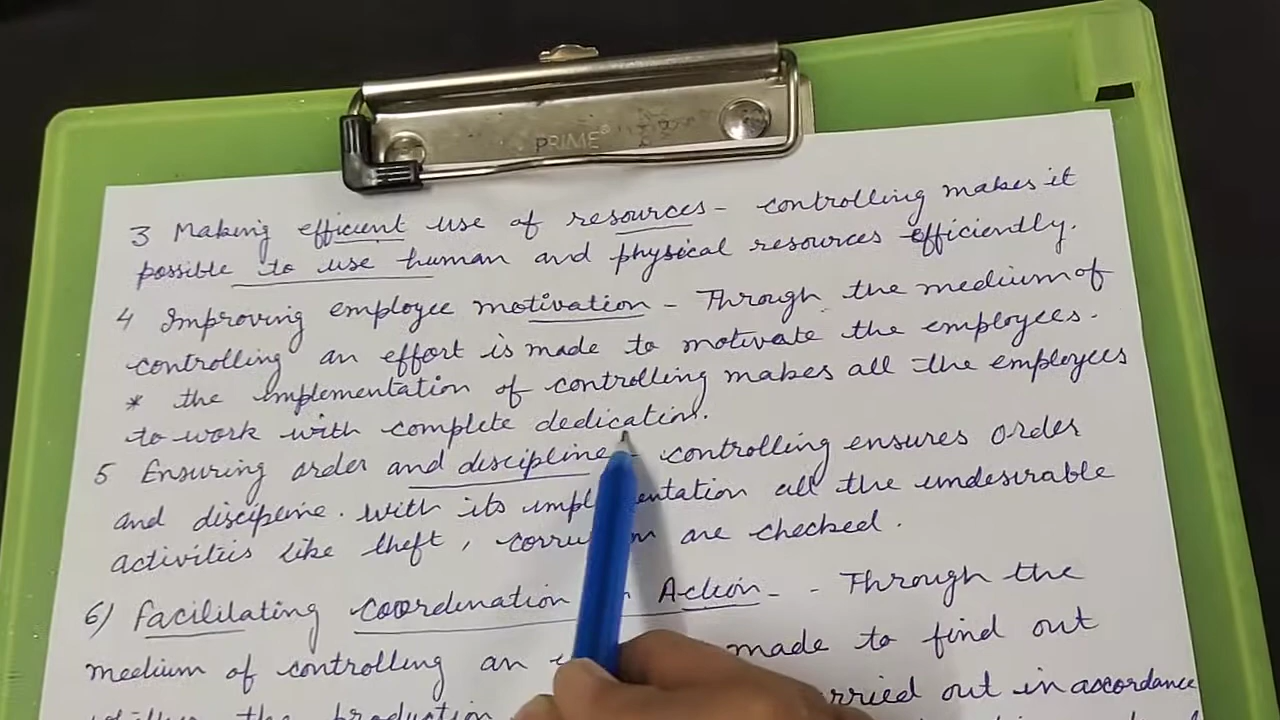 PRIME
3 Making efficient use of resources - controlling makes it
possible to use human and physical resources efficiently.
4 Improving employee motivation - Through the medium of
controlling an effort is made to motivate the employees.
* the implementation of controlling makes all the employees
to work with complete dedication.
5 Ensuring order and discipline - controlling ensures order
and discipline. With its implementation all the undesirable
activities like theft, are checked.
6) Facilitating coordination Action - - Through the
medium of controlling an made to find out
the production carried out in accordance